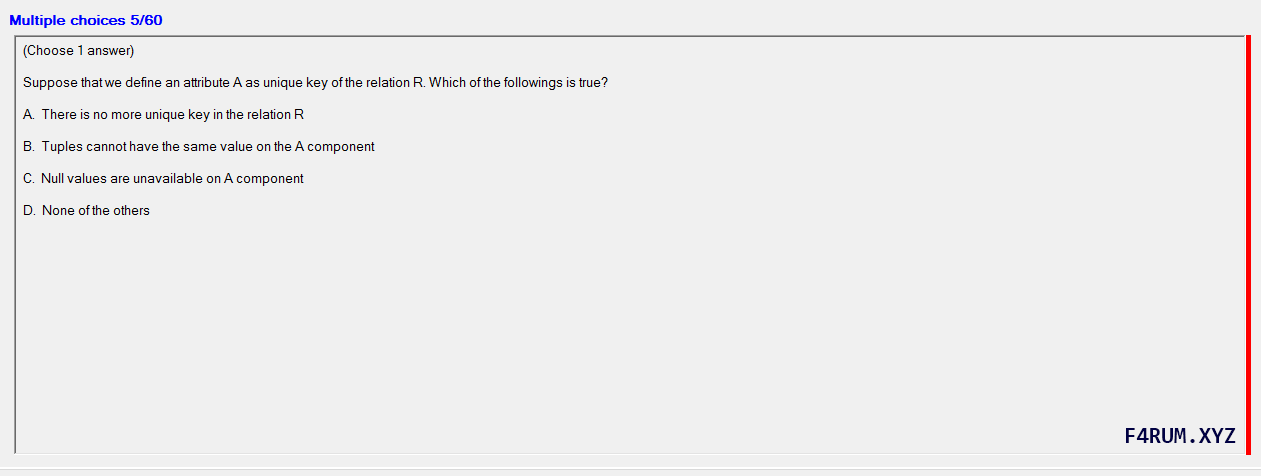 Multiple choices 5/60
(Choose 1 answer)
Suppose that we define an attribute A as unique key of the relation R. Which of the followings is true?
A. There is no more unique key in the relation R
B. Tuples cannot have the same value on the A component
C. Null values are unavailable on A component
D. None of the others
F4RUM.XYZ